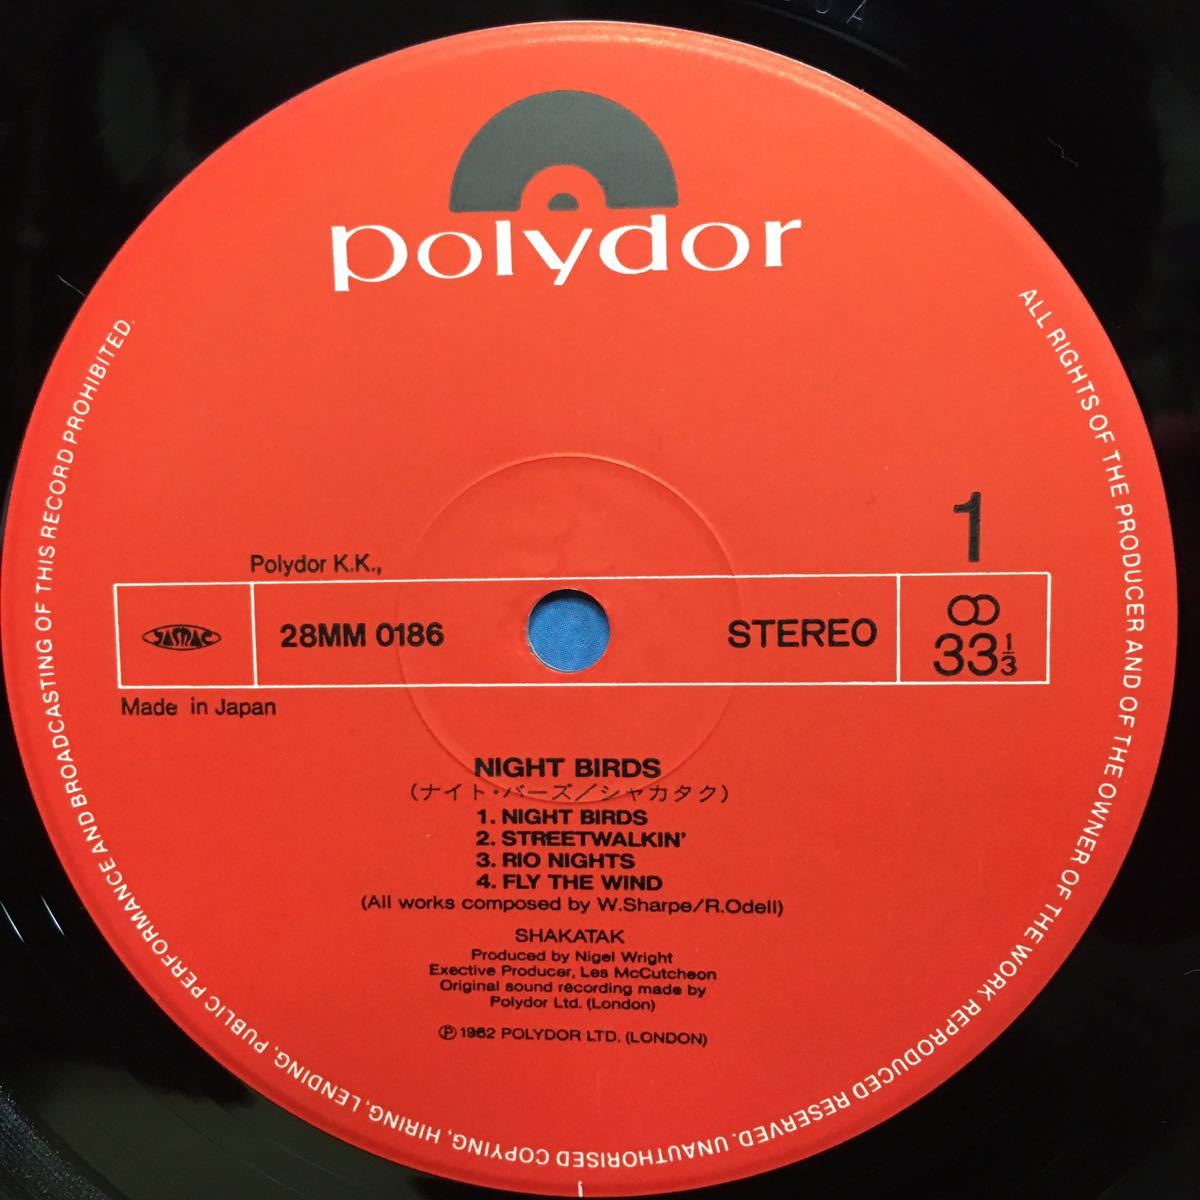 polydor
ALL RIGHTS OF THE PRODUCER AND OF THE OWNER OF THE WORK REPRODUCED RESERVED. UNAUTHORISED COPYING, HIRING, LENDING, PUBLIC PERFORMANCE AND BROADCASTING OF THIS RECORD PROHIBITED.
1
Polydor K.K.,
JASRAC
28MM 0186
STEREO
33 1/3
Made in Japan
NIGHT BIRDS
(ナイト・バーズ/シャカタク)
1. NIGHT BIRDS
2. STREETWALKIN'
3. RIO NIGHTS
4. FLY THE WIND
(All works composed by W.Sharpe/R.Odell)
SHAKATAK
Produced by Nigel Wright
Exective Producer, Les McCutcheon
Original sound recording made by
Polydor Ltd. (London)
Ⓟ 1982 POLYDOR LTD. (LONDON)